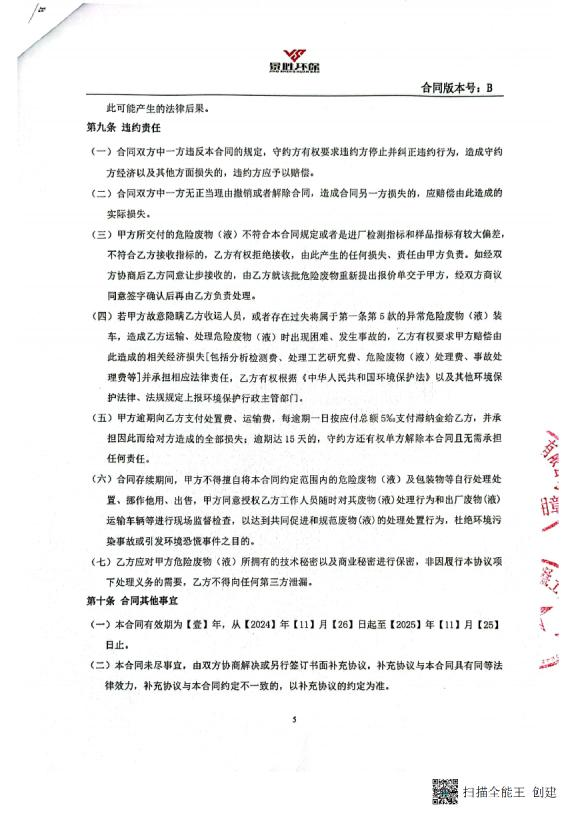 景胜环保
合同版本号：B
此可能产生的法律后果。
第九条 违约责任
（一）合同双方中一方违反本合同的规定，守约方有权要求违约方停止并纠正违约行为，造成守约
方经济以及其他方面损失的，违约方应予以赔偿。
（二）合同双方中一方无正当理由撤销或者解除合同，造成合同另一方损失的，应赔偿由此造成的
实际损失。
（三）甲方所交付的危险废物（液）不符合本合同规定或者是进厂检测指标和样品指标有较大偏差，
不符合乙方接收指标的，乙方有权拒绝接收，由此产生的任何损失、责任由甲方负责。如经双
方协商后乙方同意让步接收的，由乙方就该批危险废物重新提出报价单交于甲方，经双方商议
同意签字确认后再由乙方负责处理。
（四）若甲方故意隐瞒乙方收运人员，或者存在过失将属于第一条第 5 款的异常危险废物（液）装
车，造成乙方运输、处理危险废物（液）时出现困难、发生事故的，乙方有权要求甲方赔偿由
此造成的相关经济损失[包括分析检测费、处理工艺研究费、危险废物（液）处理费、事故处
理费等]并承担相应法律责任，乙方有权根据《中华人民共和国环境保护法》以及其他环境保
护法律、法规规定上报环境保护行政主管部门。
（五）甲方逾期向乙方支付处置费、运输费，每逾期一日按应付总额 5‰支付滞纳金给乙方，并承
担因此而给对方造成的全部损失；逾期达 15 天的，守约方还有权单方解除本合同且无需承担
任何责任。
（六）合同存续期间，甲方不得擅自将本合同约定范围内的危险废物（液）及包装物等自行处理处
置、挪作他用、出售，甲方同意授权乙方工作人员随时对其废物(液)处理行为和出厂废物(液)
运输车辆等进行现场监督检查，以达到共同促进和规范废物(液)的处理处置行为，杜绝环境污
染事故或引发环境恐慌事件之目的。
（七）乙方应对甲方危险废物（液）所拥有的技术秘密以及商业秘密进行保密，非因履行本协议项
下处理义务的需要，乙方不得向任何第三方泄漏。
第十条 合同其他事宜
（一）本合同有效期为【壹】年，从【2024】年【11】月【26】日起至【2025】年【11】月【25】
日止。
（二）本合同未尽事宜，由双方协商解决或另行签订书面补充协议，补充协议与本合同具有同等法
律效力，补充协议与本合同约定不一致的，以补充协议的约定为准。
5
扫描全能王 创建